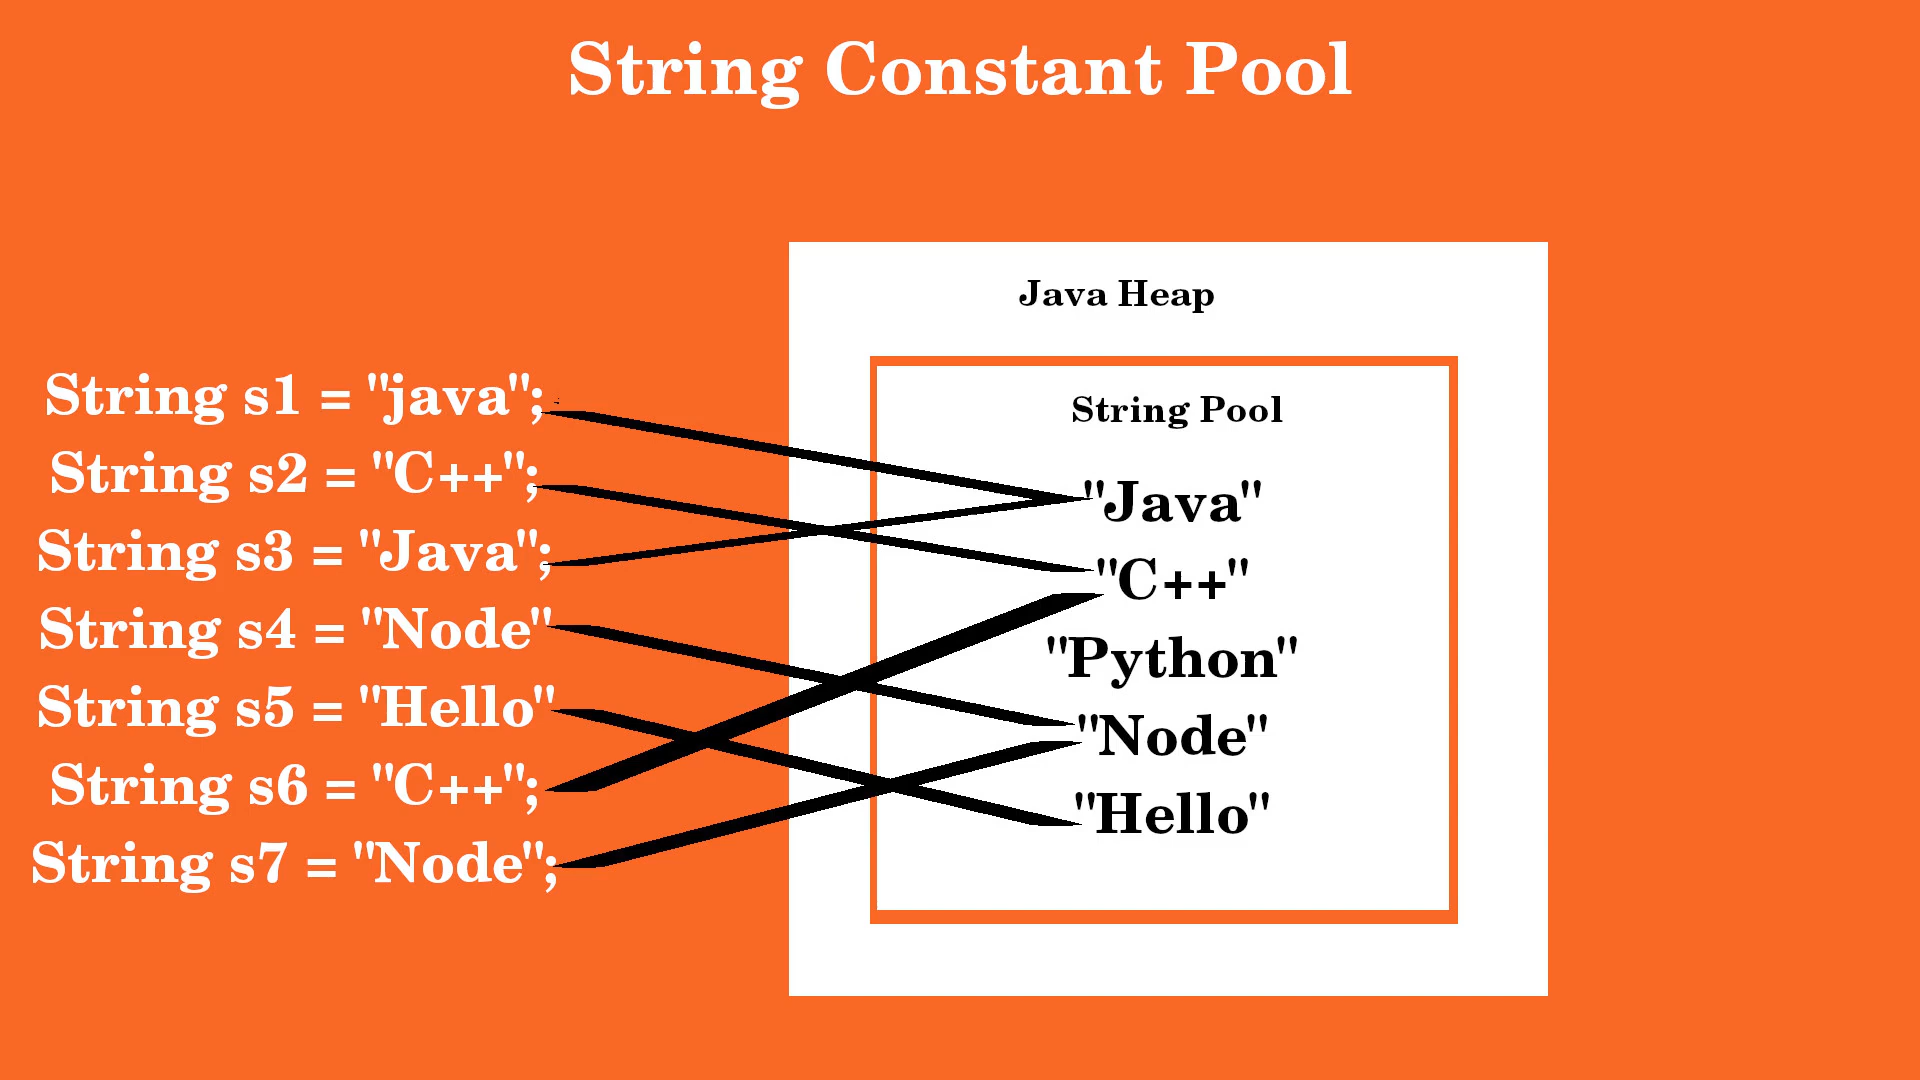 String Constant Pool
Java Heap
String Pool
String s1 = "java";
String s2 = "C++";
String s3 = "Java";
String s4 = "Node"
String s5 = "Hello"
String s6 = "C++";
String s7 = "Node";
"Java"
"C++"
"Python"
"Node"
"Hello"